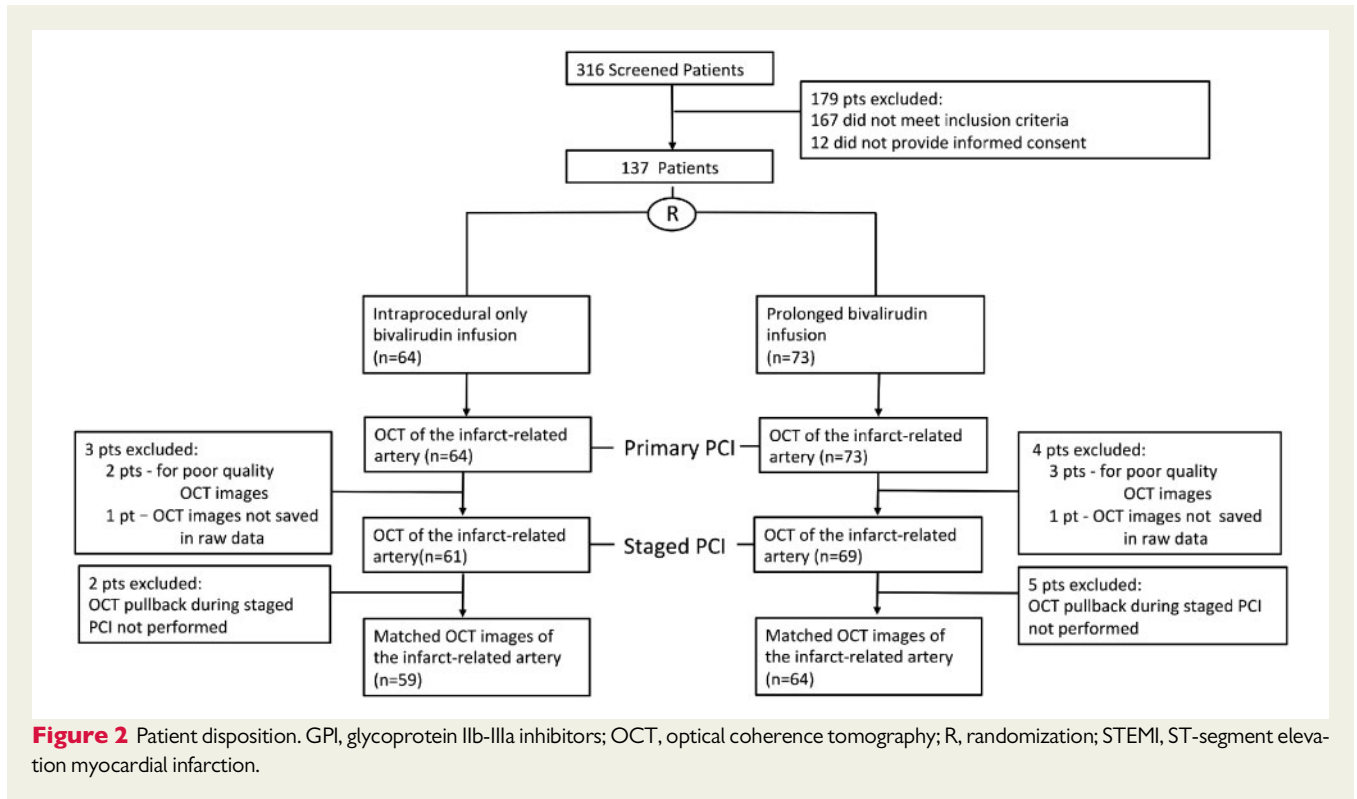 316 Screened Patients
179 pts excluded:
167 did not meet inclusion criteria
12 did not provide informed consent
137 Patients
R
Intraprocedural only
bivalirudin infusion
(n=64)
Prolonged bivalirudin
infusion
(n=73)
OCT of the infarct-related
artery (n=64)
Primary PCI
OCT of the infarct-related
artery (n=73)
3 pts excluded:
2 pts - for poor quality
OCT images
1 pt – OCT images not saved
in raw data
4 pts excluded:
3 pts - for poor quality
OCT images
1 pt - OCT images not saved
in raw data
OCT of the infarct-related
artery(n=61)
Staged PCI
OCT of the infarct-related
artery (n=69)
2 pts excluded:
OCT pullback during staged
PCI not performed
5 pts excluded:
OCT pullback during staged PCI
not performed
Matched OCT images of
the infarct-related artery
(n=59)
Matched OCT images of
the infarct-related artery
(n=64)
Figure 2 Patient disposition. GPI, glycoprotein IIb-IIIa inhibitors; OCT, optical coherence tomography; R, randomization; STEMI, ST-segment eleva-
tion myocardial infarction.